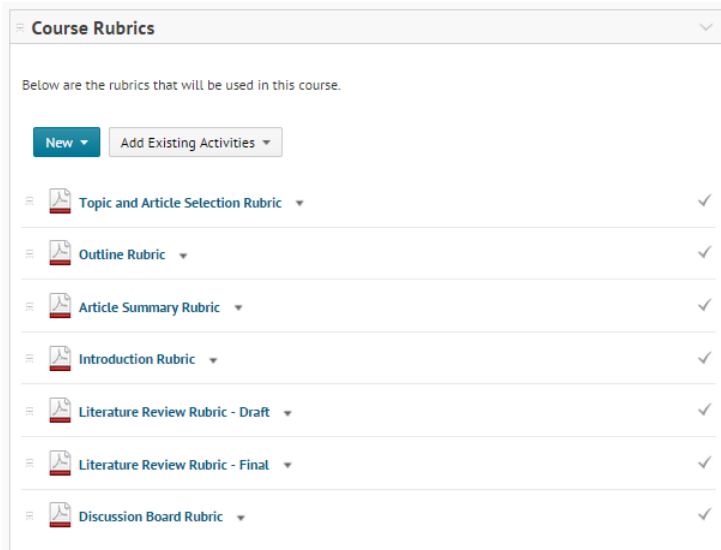 Course Rubrics
Below are the rubrics that will be used in this course.
New Add Existing Activities
Topic and Article Selection Rubric
Outline Rubric
Article Summary Rubric
Introduction Rubric
Literature Review Rubric - Draft
Literature Review Rubric - Final
Discussion Board Rubric